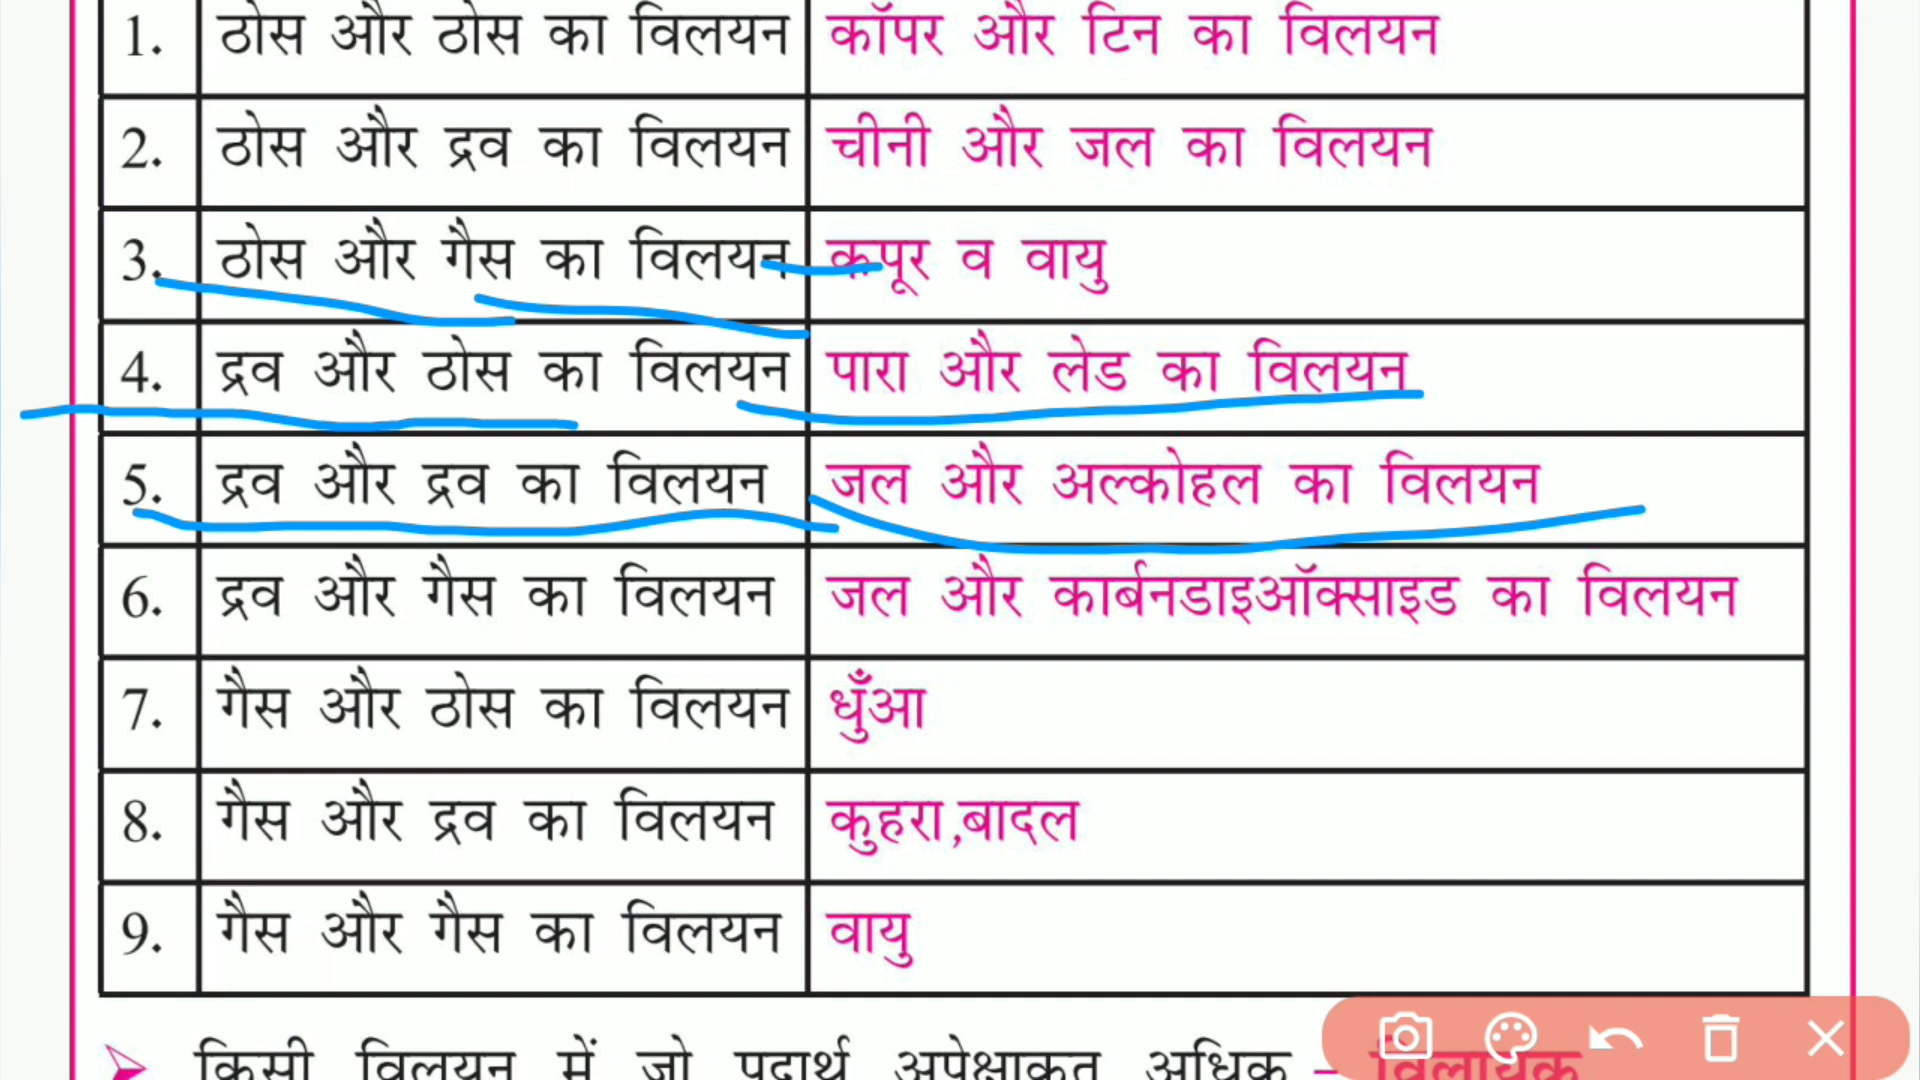 1. ठोस और ठोस का विलयन कॉपर और टिन का विलयन
2. ठोस और द्रव का विलयन चीनी और जल का विलयन
3. ठोस और गैस का विलयन कपूर व वायु
4. द्रव और ठोस का विलयन पारा और लेड का विलयन
5. द्रव और द्रव का विलयन जल और अल्कोहल का विलयन
6. द्रव और गैस का विलयन जल और कार्बनडाइऑक्साइड का विलयन
7. गैस और ठोस का विलयन धुँआ
8. गैस और द्रव का विलयन कुहरा,बादल
9. गैस और गैस का विलयन वायु
किसी विलयन में जो पदार्थ अपेक्षाकृत अधिक – विलायक